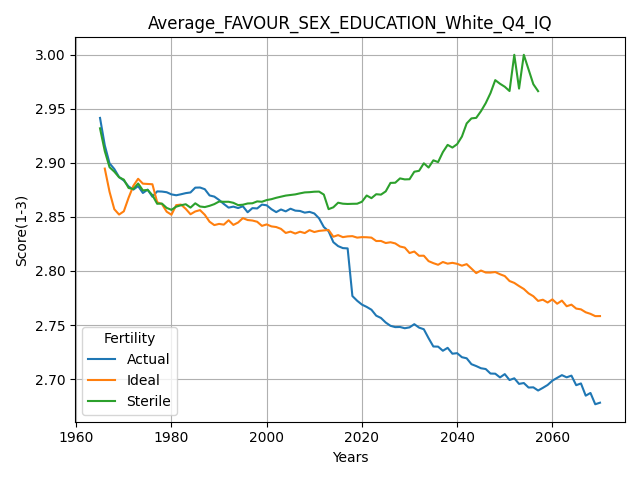 Average_FAVOUR_SEX_EDUCATION_White_Q4_IQ
Score(1-3)
3.00
2.95
2.90
2.85
2.80
2.75
2.70
Fertility
Actual
Ideal
Sterile
1960
1980
2000
2020
2040
2060
Years